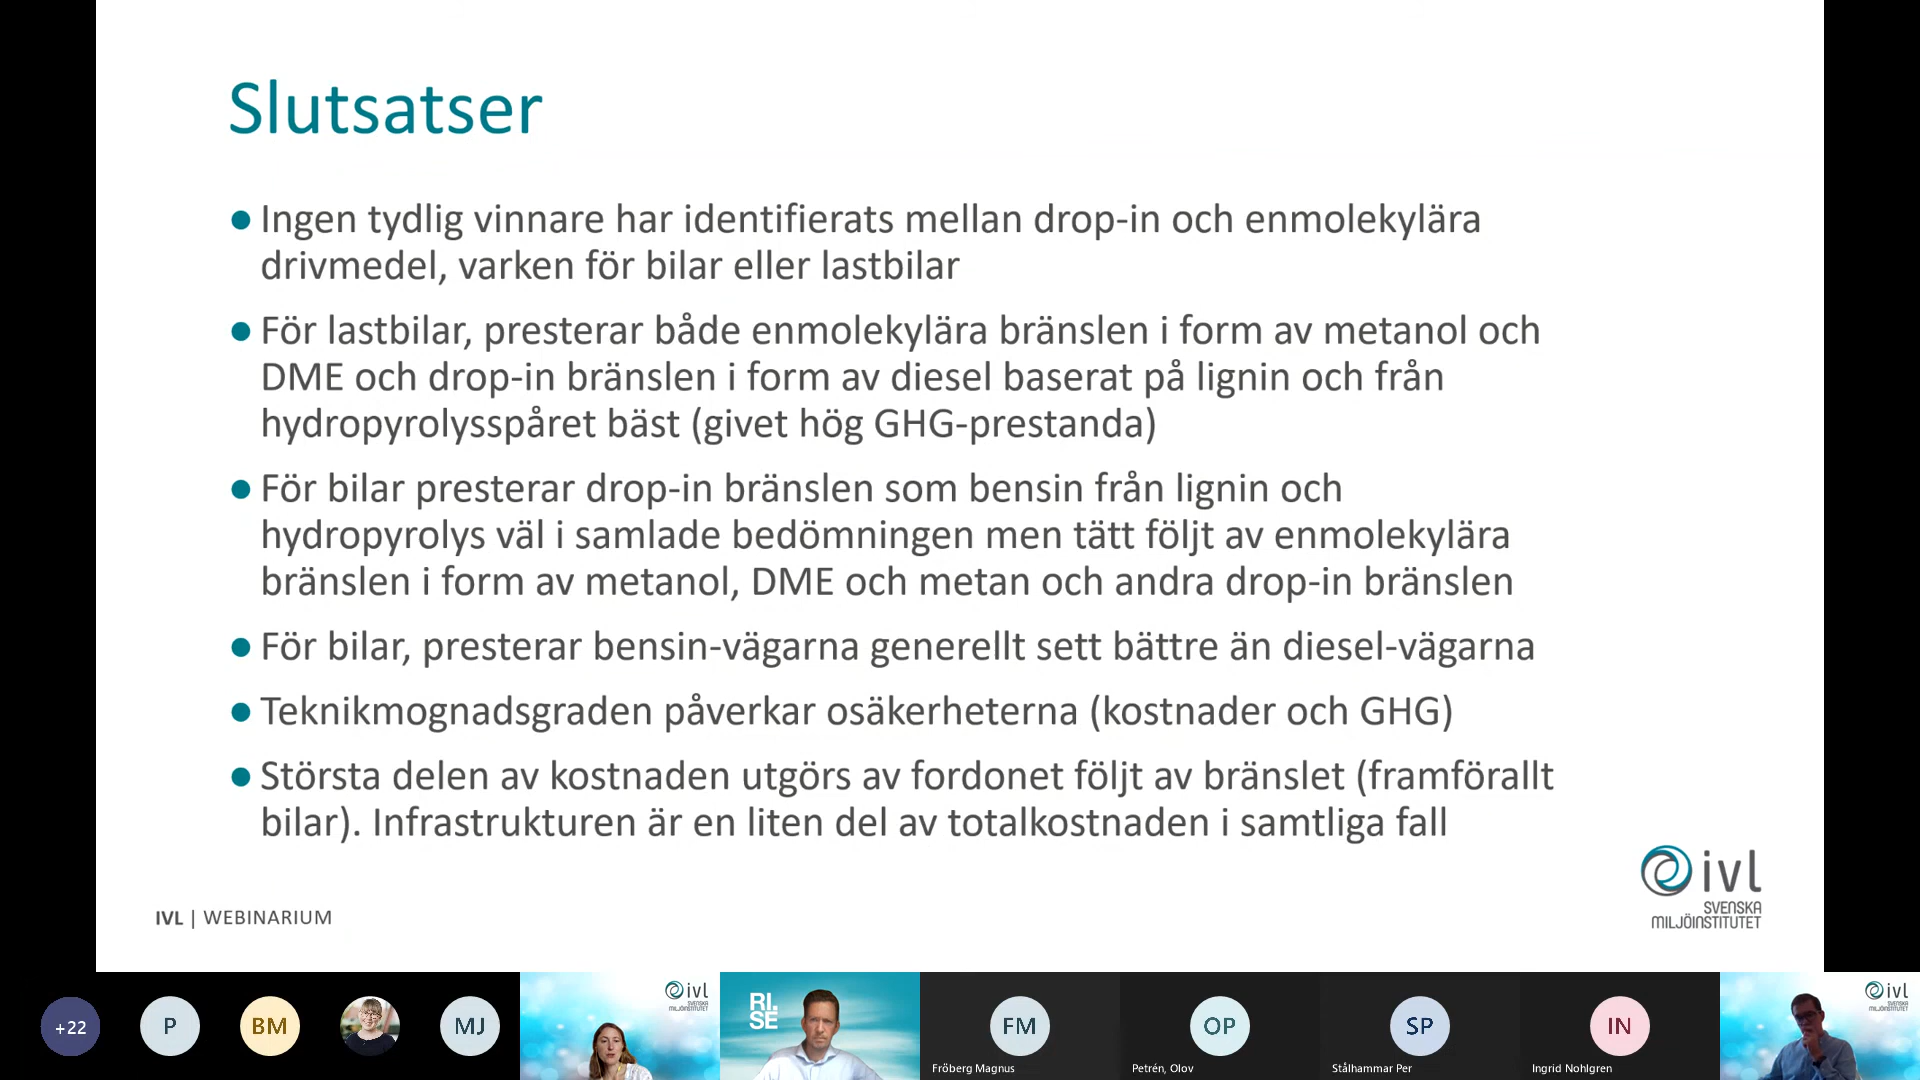 Slutsatser
Ingen tydlig vinnare har identifierats mellan drop-in och enmolekylära
drivmedel, varken för bilar eller lastbilar
För lastbilar, presterar både enmolekylära bränslen i form av metanol och
DME och drop-in bränslen i form av diesel baserat på lignin och från
hydropyrolysspåret bäst (givet hög GHG-prestanda)
För bilar presterar drop-in bränslen som bensin från lignin och
hydropyrolys väl i samlade bedömningen men tätt följt av enmolekylära
bränslen i form av metanol, DME och metan och andra drop-in bränslen
För bilar, presterar bensin-vägarna generellt sett bättre än diesel-vägarna
Teknikmognadsgraden påverkar osäkerheterna (kostnader och GHG)
Största delen av kostnaden utgörs av fordonet följt av bränslet (framförallt
bilar). Infrastrukturen är en liten del av totalkostnaden i samtliga fall
IVL | WEBINARIUM
ivl
SVENSKA
MILJÖINSTITUTET
+22
P
BM
MJ
ivl
SVENSKA
MILJÖINSTITUTET
RI.
SE
FM
Fröberg Magnus
OP
Petrén, Olov
SP
Stålhammar Per
IN
Ingrid Nohlgren
ivl
SVENSKA
MILJÖINSTITUTET